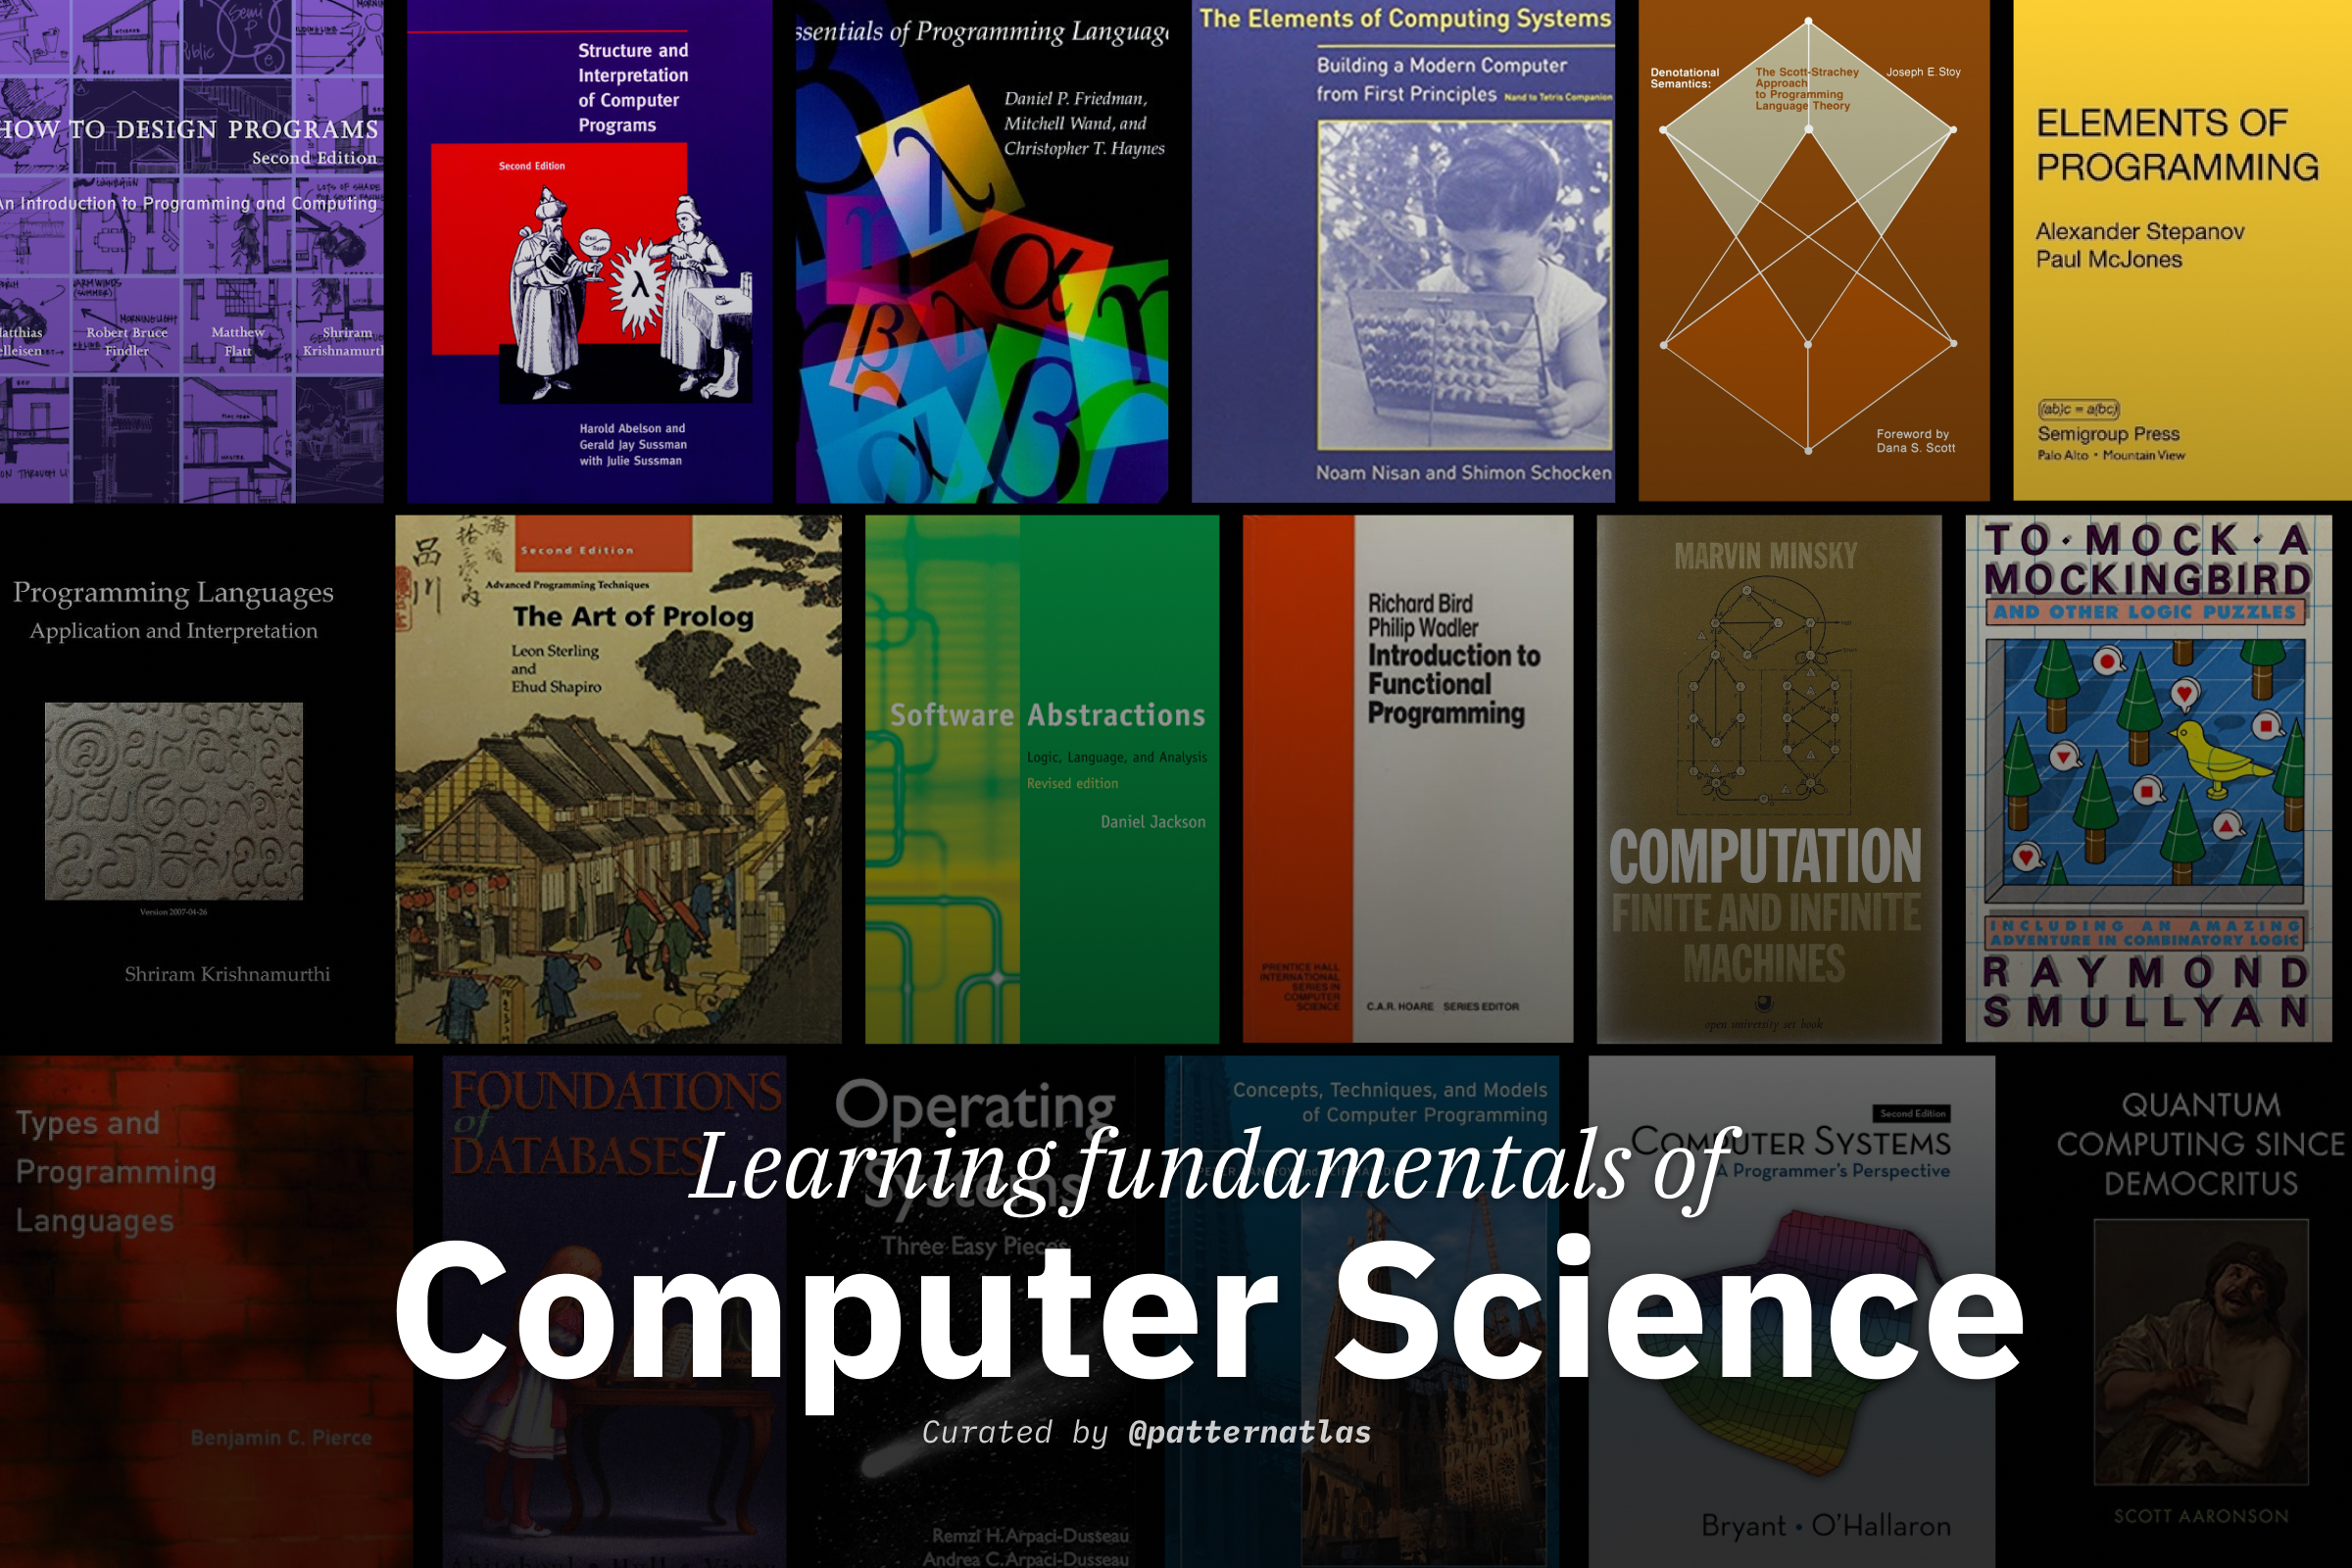 HOW TO DESIGN PROGRAMS
Second Edition
An Introduction to Programming and Computing
Robert Bruce
Findler
Matthew
Flatt
Shriram
Structure and
Interpretation
of Computer
Programs
Second Edition
λ
Harold Abelson and
Gerald Jay Sussman
with Julie Sussman
ssentials of Programming Language
Daniel P. Friedman,
Mitchell Wand, and
Christopher T. Haynes
The Elements of Computing Systems
Building a Modern Computer
from First Principles Nand to Tetris Companion
Noam Nisan and Shimon Schocken
Denotational
Semantics:
The Scott-Strachey
Approach
to Programming
Language Theory
Joseph E. Stoy
Foreword by
Dana S. Scott
ELEMENTS OF
PROGRAMMING
Alexander Stepanov
Paul McJones
(ab)c = a(bc)
Semigroup Press
Palo Alto • Mountain View
Programming Languages
Application and Interpretation
Version 2007-04-26
Shriram Krishnamurthi
品川
Second Edition
Advanced Programming Techniques
The Art of Prolog
Leon Sterling
and
Ehud Shapiro
Software Abstractions
Logic, Language, and Analysis
Revised edition
Daniel Jackson
Richard Bird
Philip Wadler
Introduction to
Functional
Programming
PRENTICE HALL
INTERNATIONAL
SERIES IN
COMPUTER
SCIENCE
C.A.R. HOARE SERIES EDITOR
MARVIN MINSKY
COMPUTATION
FINITE AND INFINITE
MACHINES
open university set book
TO·MOCK·A
MOCKINGBIRD
AND OTHER LOGIC PUZZLES
INCLUDING AN AMAZING
ADVENTURE IN COMBINATORY LOGIC
RAYMOND
SMULLYAN
Types and
Programming
Languages
Benjamin C. Pierce
FOUNDATIONS
of
DATABASES
Operating
Systems
Three Easy Pieces
Remzi H. Arpaci-Dusseau
Andrea C. Arpaci-Dusseau
Concepts, Techniques, and Models
of Computer Programming
Second Edition
COMPUTER SYSTEMS
A Programmer's Perspective
Bryant • O'Hallaron
QUANTUM
COMPUTING SINCE
DEMOCRITUS
SCOTT AARONSON
Learning fundamentals of
Computer Science
Curated by @patternatlas